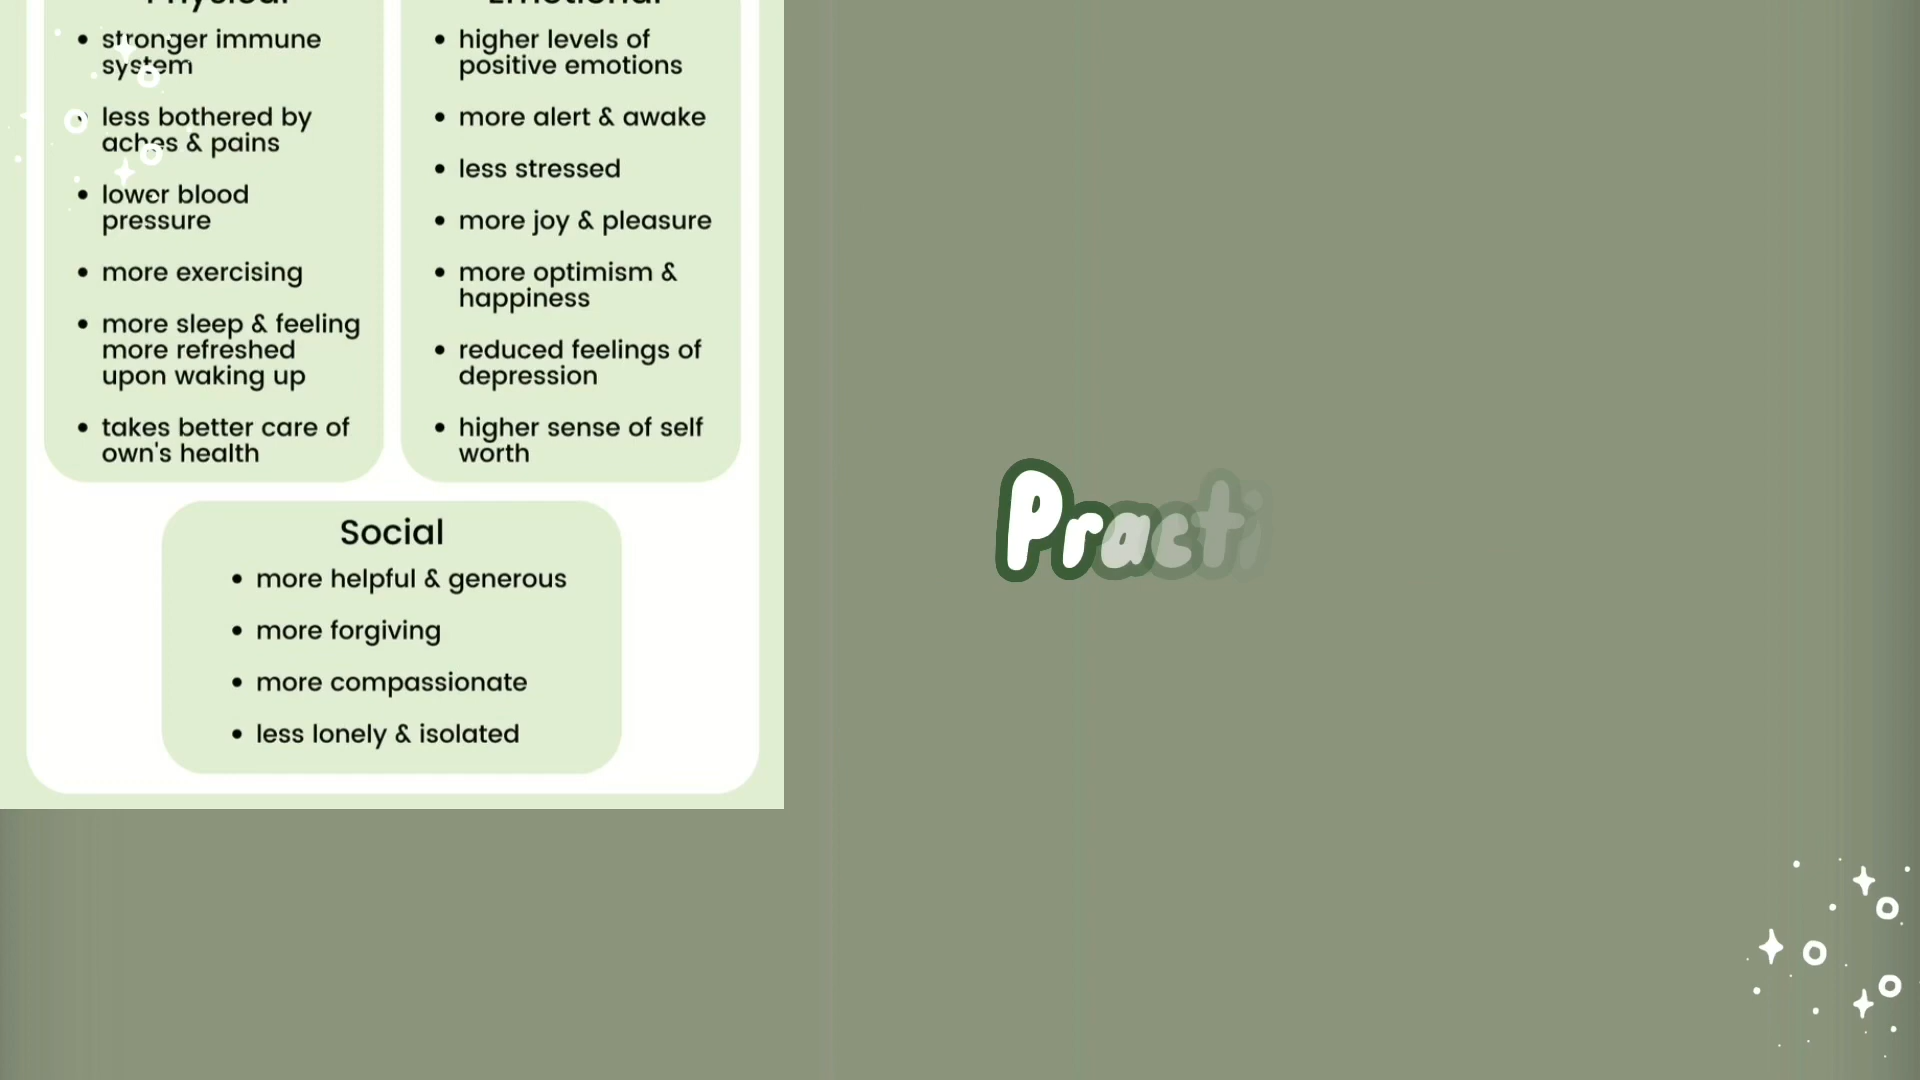 Physical
stronger immune
system
less bothered by
aches & pains
lower blood
pressure
more exercising
more sleep & feeling
more refreshed
upon waking up
takes better care of
own's health
Emotional
higher levels of
positive emotions
more alert & awake
less stressed
more joy & pleasure
more optimism &
happiness
reduced feelings of
depression
higher sense of self
worth
Social
more helpful & generous
more forgiving
more compassionate
less lonely & isolated
Practi